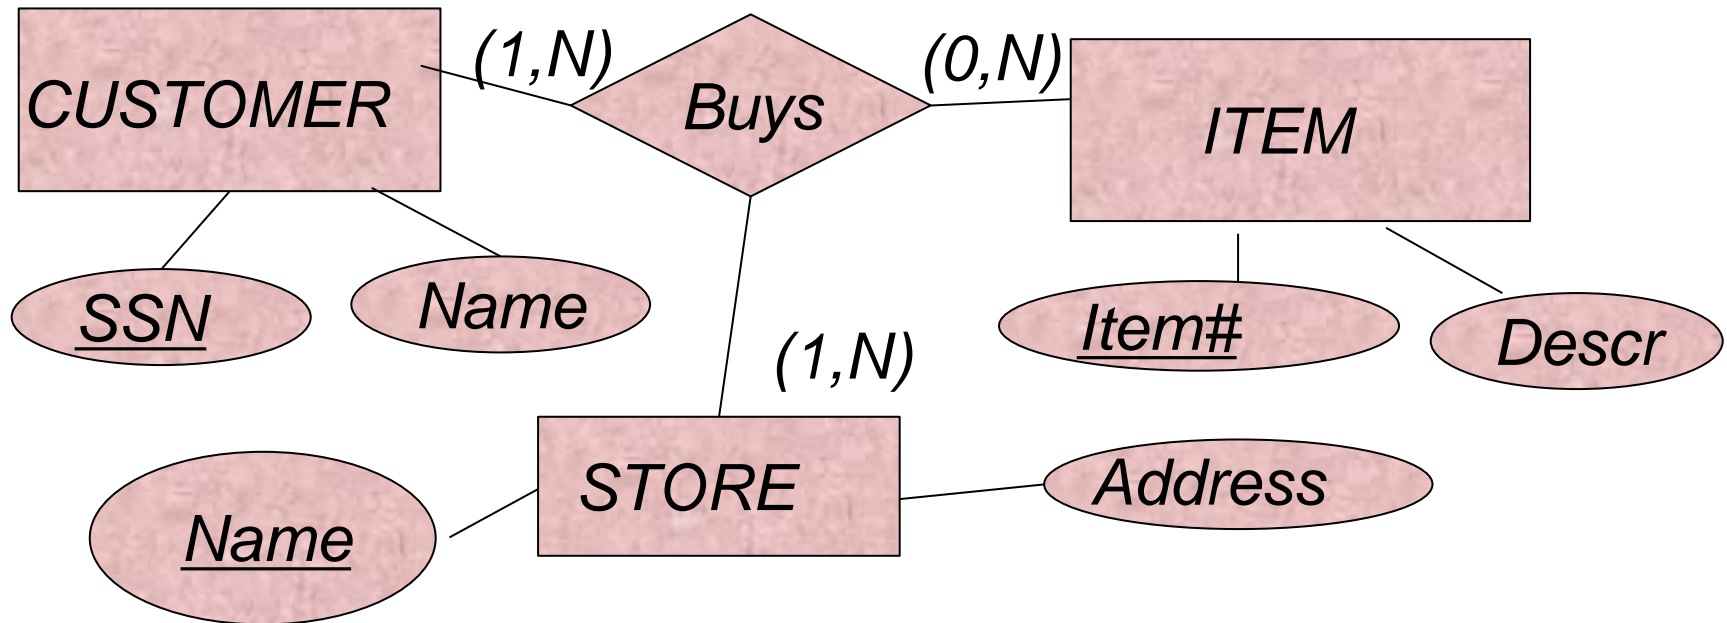 CUSTOMER
(1,N)
Buys
(0,N)
ITEM
SSN
Name
Item#
Descr
(1,N)
STORE
Name
Address